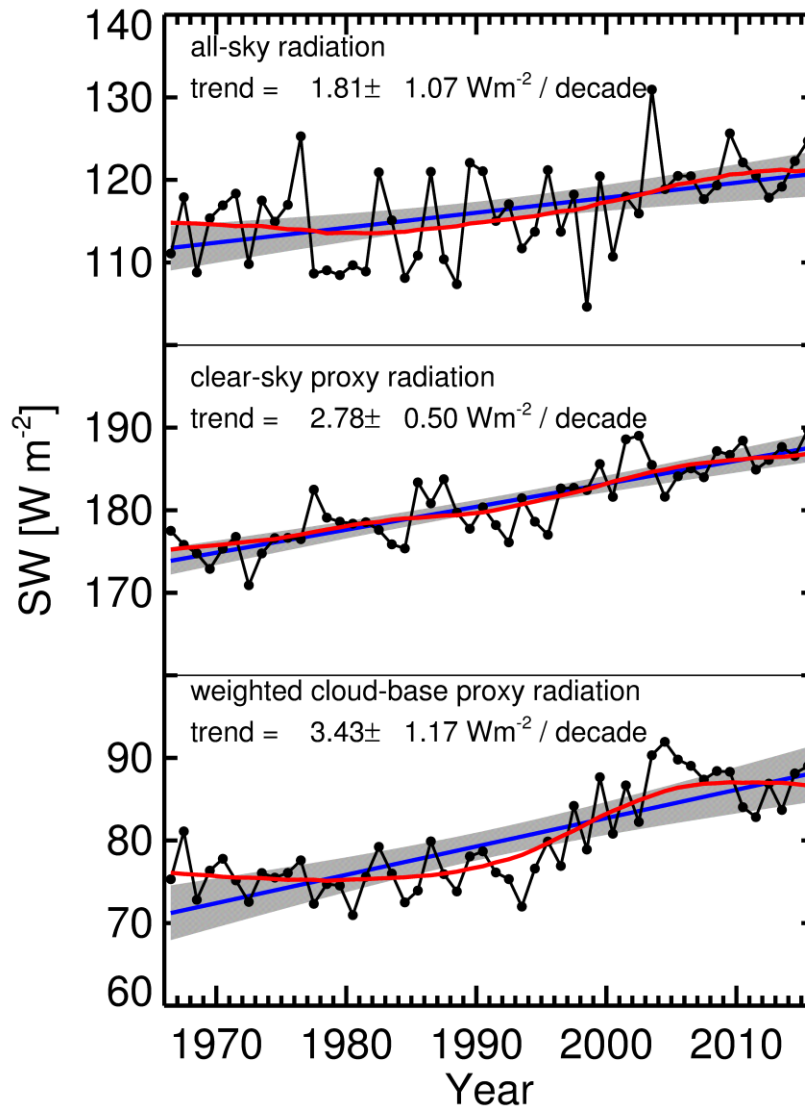 140
all-sky radiation
trend = 1.81± 1.07 Wm⁻² / decade
130
120
110
clear-sky proxy radiation
trend = 2.78± 0.50 Wm⁻² / decade
190
180
170
SW [W m⁻²]
weighted cloud-base proxy radiation
trend = 3.43± 1.17 Wm⁻² / decade
90
80
70
60
1970 1980 1990 2000 2010
Year